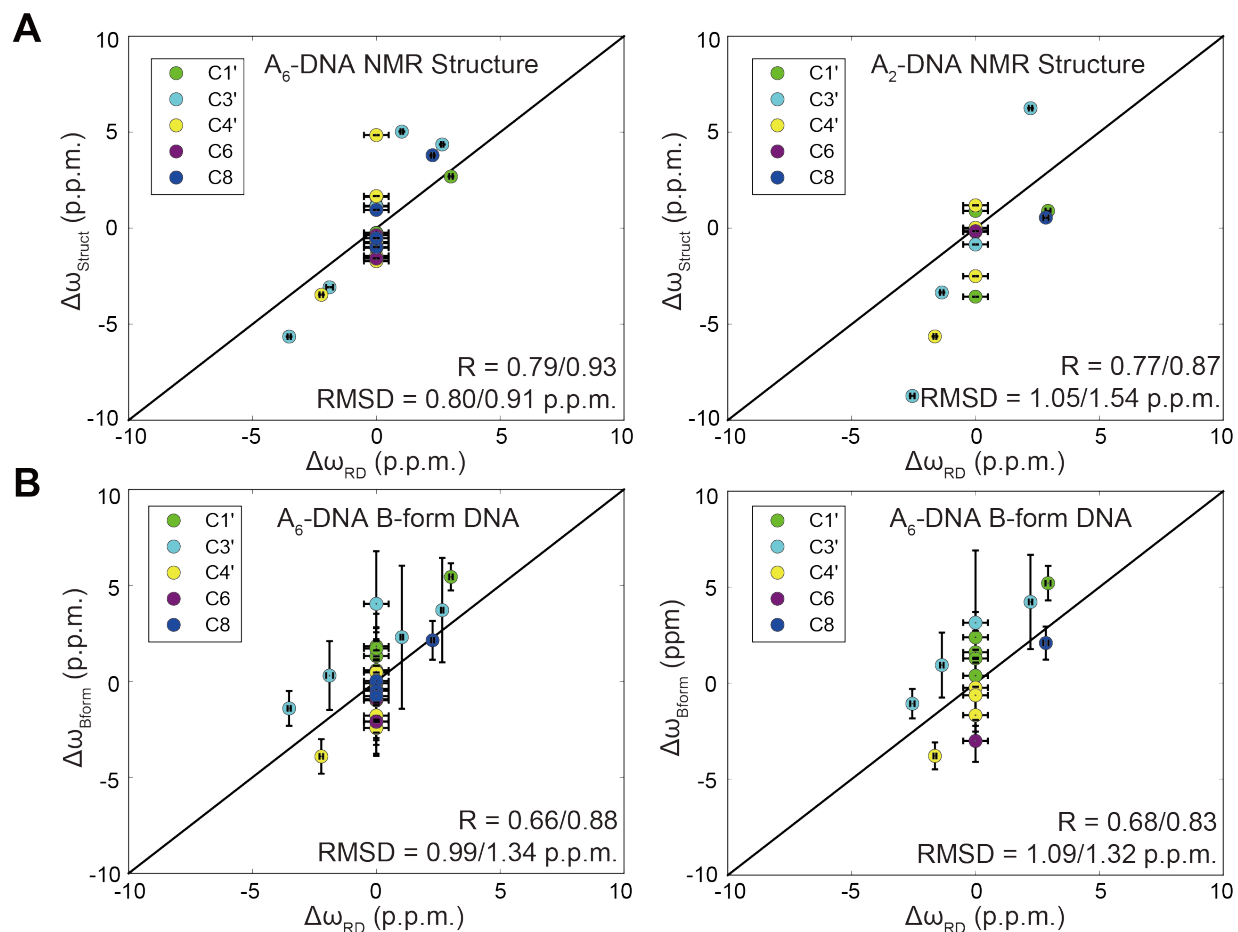 A
A6-DNA NMR Structure
C1'
C3'
C4'
C6
C8
10
5
0
-5
-10
ΔωStruct (p.p.m.)
R = 0.79/0.93
RMSD = 0.80/0.91 p.p.m.
-10 -5 0 5 10
ΔωRD (p.p.m.)
A2-DNA NMR Structure
C1'
C3'
C4'
C6
C8
10
5
0
-5
-10
ΔωStruct (p.p.m.)
R = 0.77/0.87
RMSD = 1.05/1.54 p.p.m.
-10 -5 0 5 10
ΔωRD (p.p.m.)
B
A6-DNA B-form DNA
C1'
C3'
C4'
C6
C8
10
5
0
-5
-10
ΔωBform (p.p.m.)
R = 0.66/0.88
RMSD = 0.99/1.34 p.p.m.
-10 -5 0 5 10
ΔωRD (p.p.m.)
A6-DNA B-form DNA
C1'
C3'
C4'
C6
C8
10
5
0
-5
-10
ΔωBform (ppm)
R = 0.68/0.83
RMSD = 1.09/1.32 p.p.m.
-10 -5 0 5 10
ΔωRD (p.p.m.)